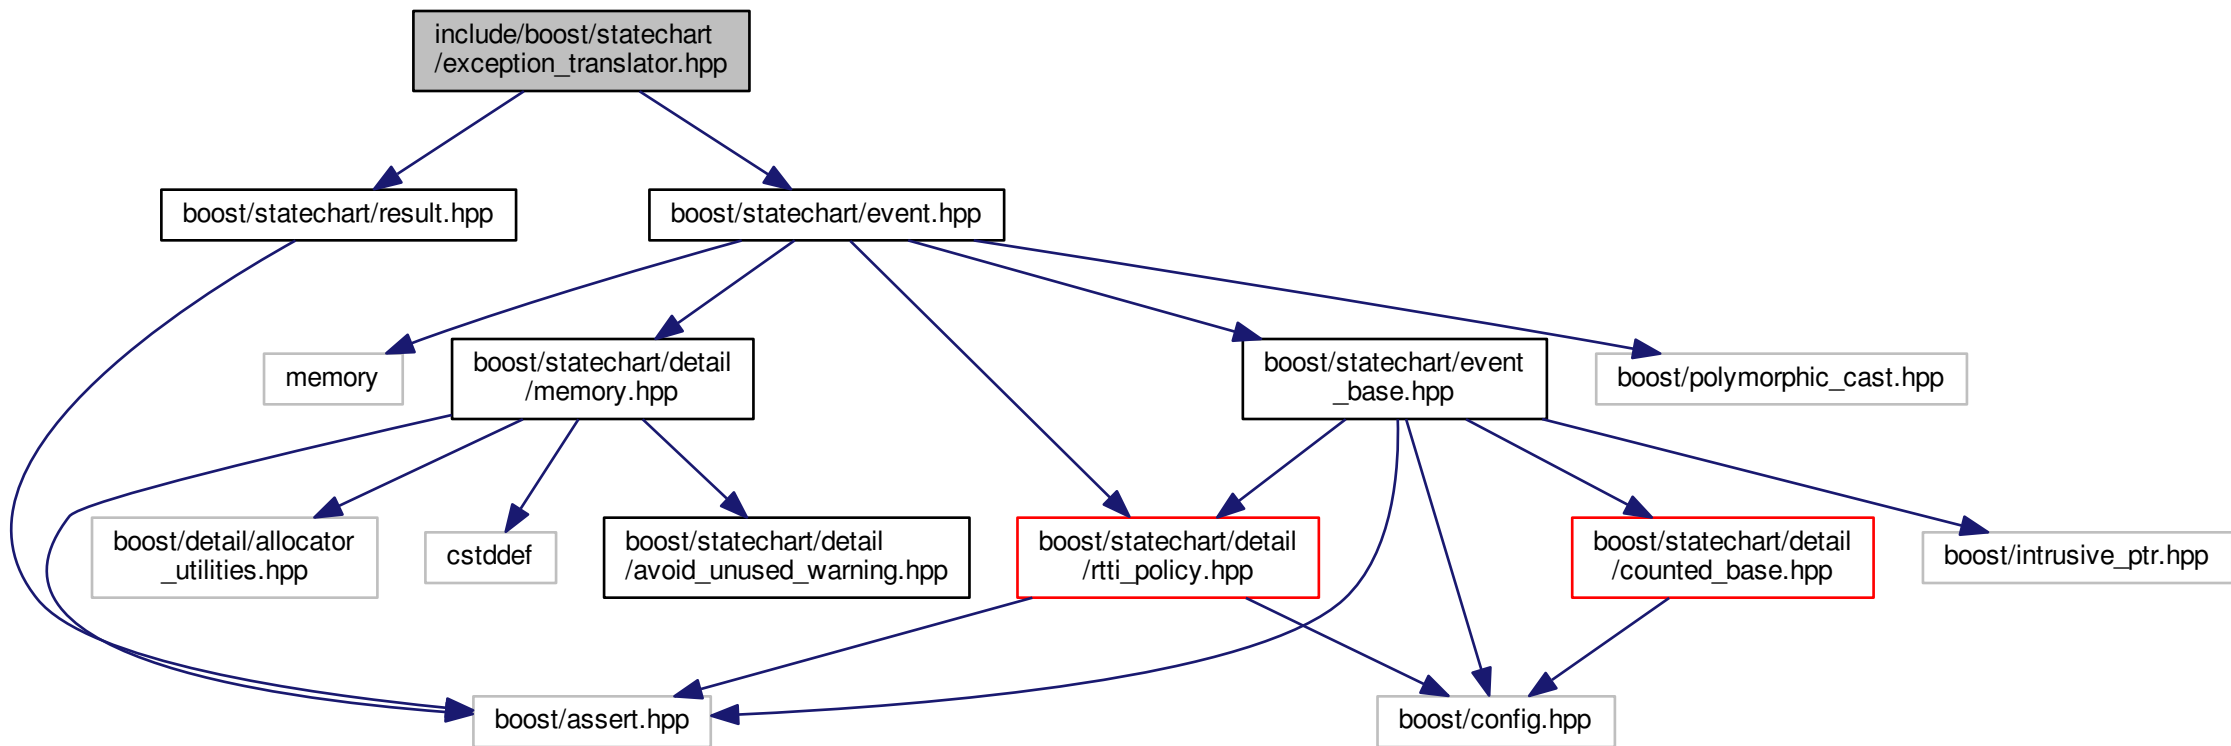 include/boost/statechart
/exception_translator.hpp
boost/statechart/result.hpp
boost/statechart/event.hpp
memory
boost/statechart/detail
/memory.hpp
boost/statechart/event
_base.hpp
boost/polymorphic_cast.hpp
boost/detail/allocator
_utilities.hpp
cstddef
boost/statechart/detail
/avoid_unused_warning.hpp
boost/statechart/detail
/rtti_policy.hpp
boost/statechart/detail
/counted_base.hpp
boost/intrusive_ptr.hpp
boost/assert.hpp
boost/config.hpp